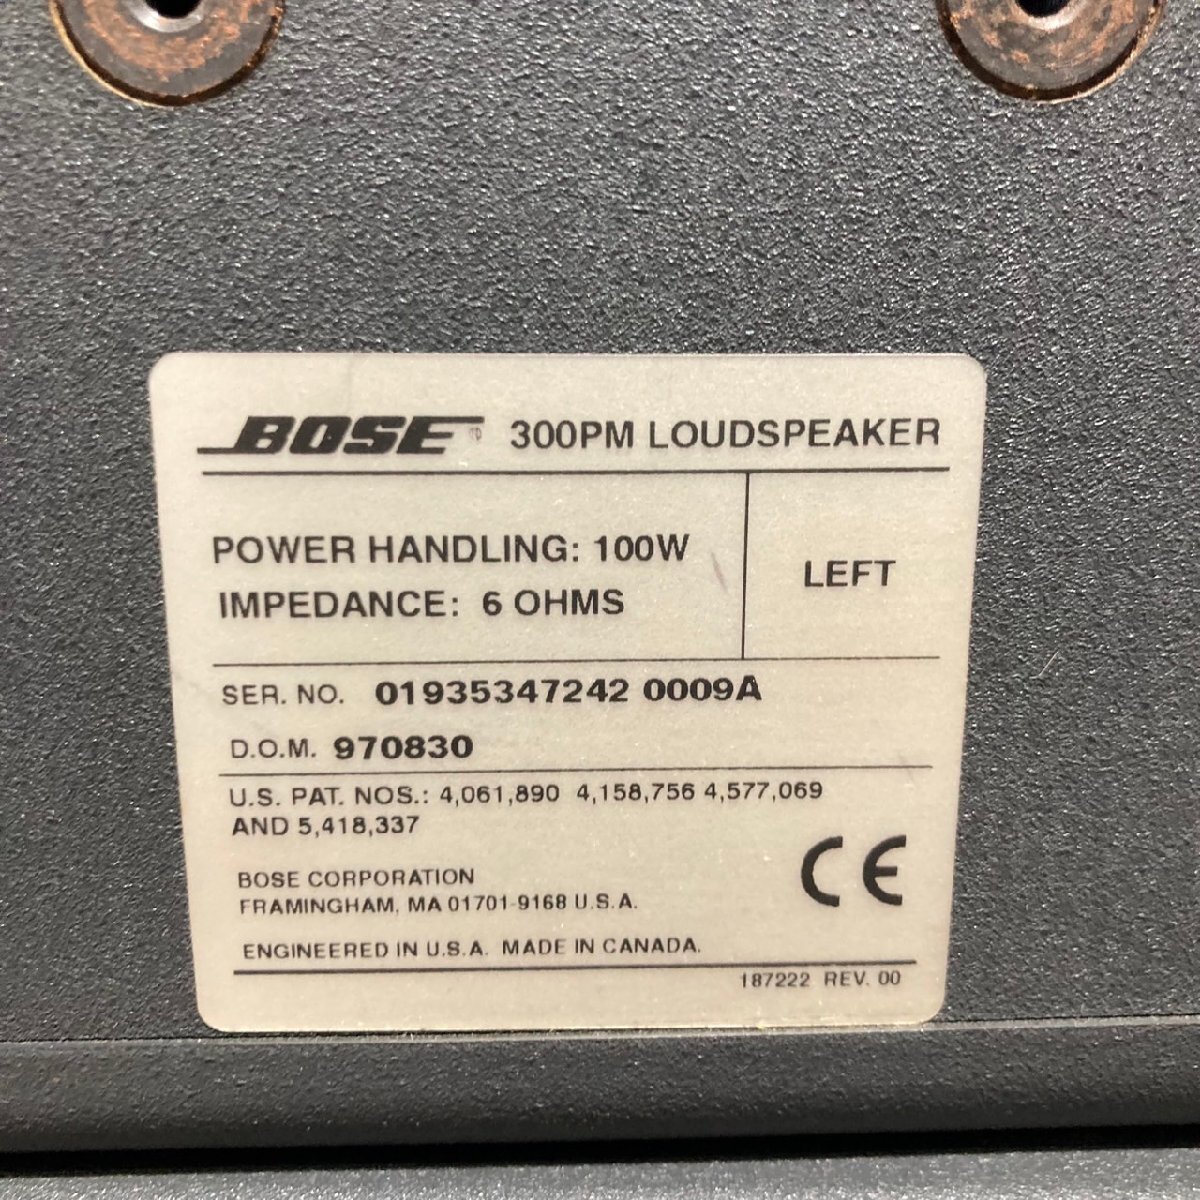 BOSE® 300PM LOUDSPEAKER
POWER HANDLING: 100W
IMPEDANCE: 6 OHMS
LEFT
SER. NO. 01935347242 0009A
D.O.M. 970830
U.S. PAT. NOS.: 4,061,890 4,158,756 4,577,069
AND 5,418,337
BOSE CORPORATION
FRAMINGHAM, MA 01701-9168 U.S.A.
CE
ENGINEERED IN U.S.A. MADE IN CANADA.
187222 REV. 00